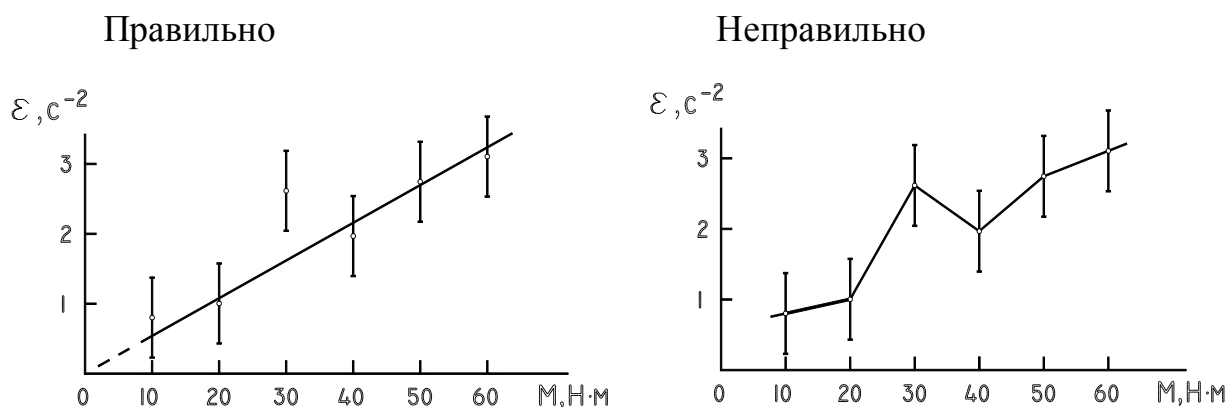 Правильно
ε, с⁻²
3
2
1
0 10 20 30 40 50 60 М, Н·м
Неправильно
ε, с⁻²
3
2
1
0 10 20 30 40 50 60 М, Н·м